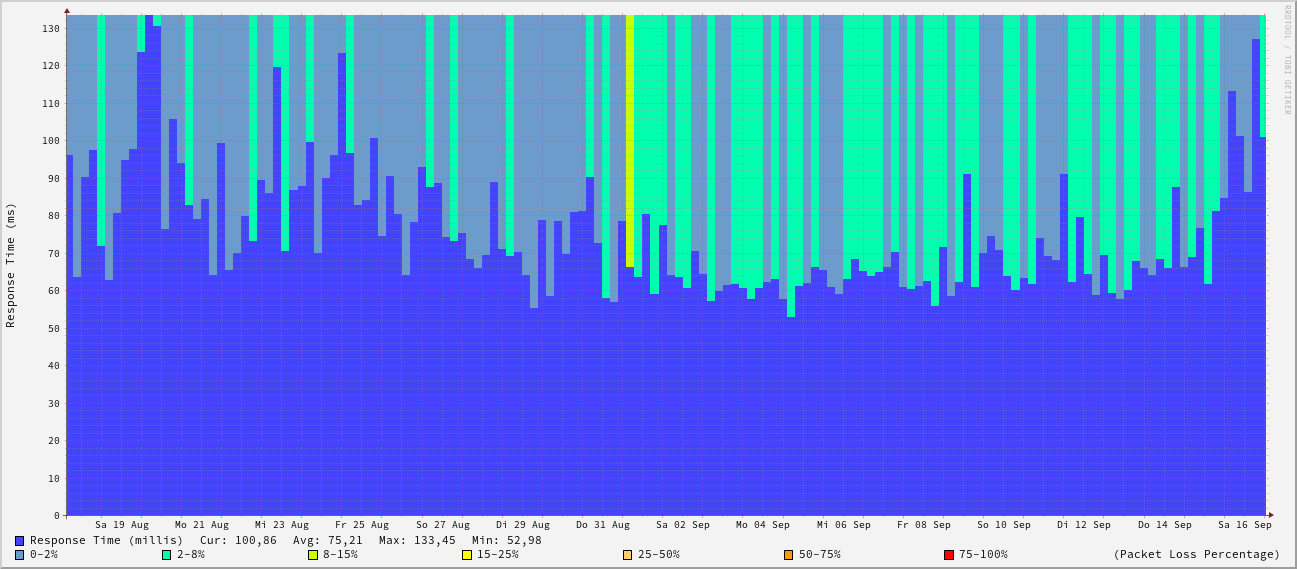 RRDTOOL / TOBI OETIKER
Response Time (ms)
130
120
110
100
90
80
70
60
50
40
30
20
10
0
Sa 19 Aug Mo 21 Aug Mi 23 Aug Fr 25 Aug So 27 Aug Di 29 Aug Do 31 Aug Sa 02 Sep Mo 04 Sep Mi 06 Sep Fr 08 Sep So 10 Sep Di 12 Sep Do 14 Sep Sa 16 Sep
Response Time (millis) Cur: 100,86 Avg: 75,21 Max: 133,45 Min: 52,98
0-2% 2-8% 8-15% 15-25% 25-50% 50-75% 75-100% (Packet Loss Percentage)